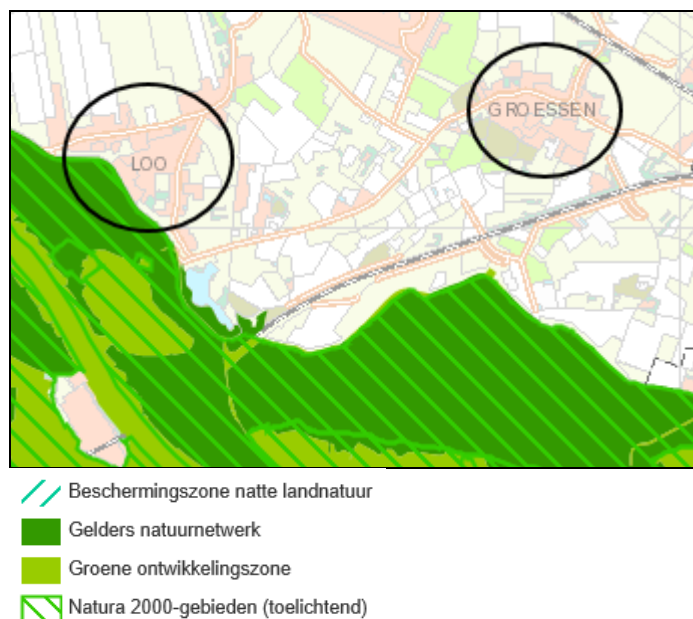 GROESSEN
LOO
Beschermingszone natte landnatuur
Gelders natuurnetwerk
Groene ontwikkelingszone
Natura 2000-gebieden (toelichtend)